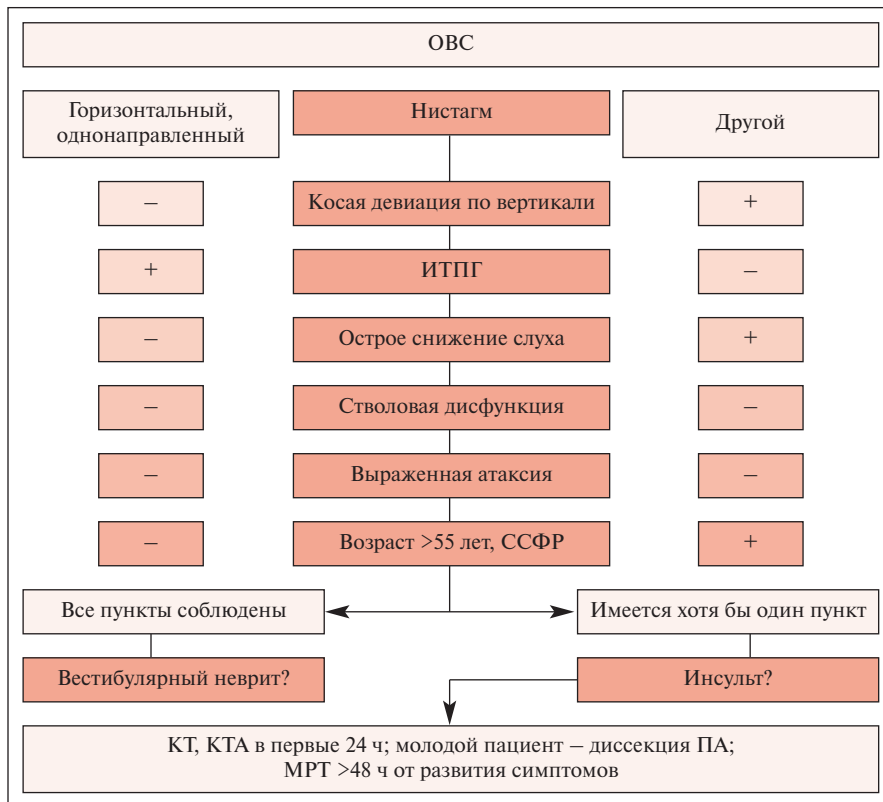 ОВС
Горизонтальный,
однонаправленный
Нистагм
Другой
–
Косая девиация по вертикали
+
+
ИТПГ
–
–
Острое снижение слуха
+
–
Стволовая дисфункция
–
–
Выраженная атаксия
–
–
Возраст >55 лет, ССФР
+
Все пункты соблюдены
Имеется хотя бы один пункт
Вестибулярный неврит?
Инсульт?
КТ, КТА в первые 24 ч; молодой пациент – диссекция ПА;
МРТ >48 ч от развития симптомов